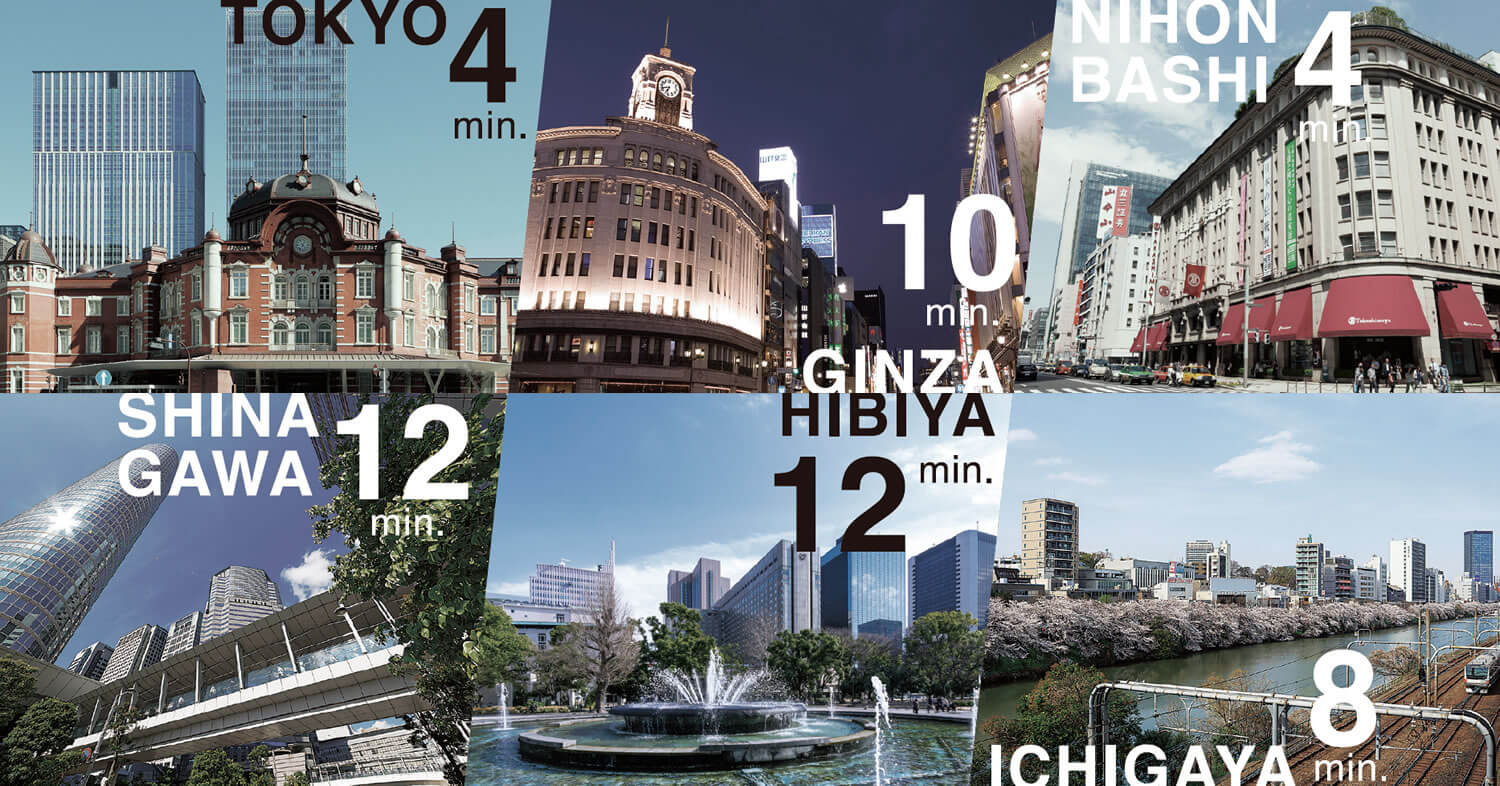 TOKYO
4
min.
10
min.
GINZA
NIHON
BASHI
4
min.
Takashimaya
SHINA
GAWA
12
min.
HIBIYA
12
min.
ICHIGAYA
8
min.